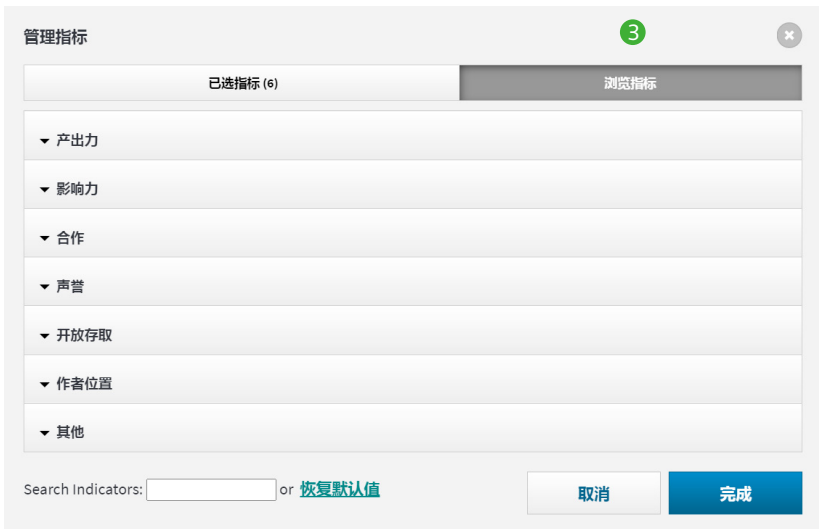 管理指标
3
已选指标 (6)
浏览指标
产出力
影响力
合作
声誉
开放存取
作者位置
其他
Search Indicators: or 恢复默认值
取消
完成